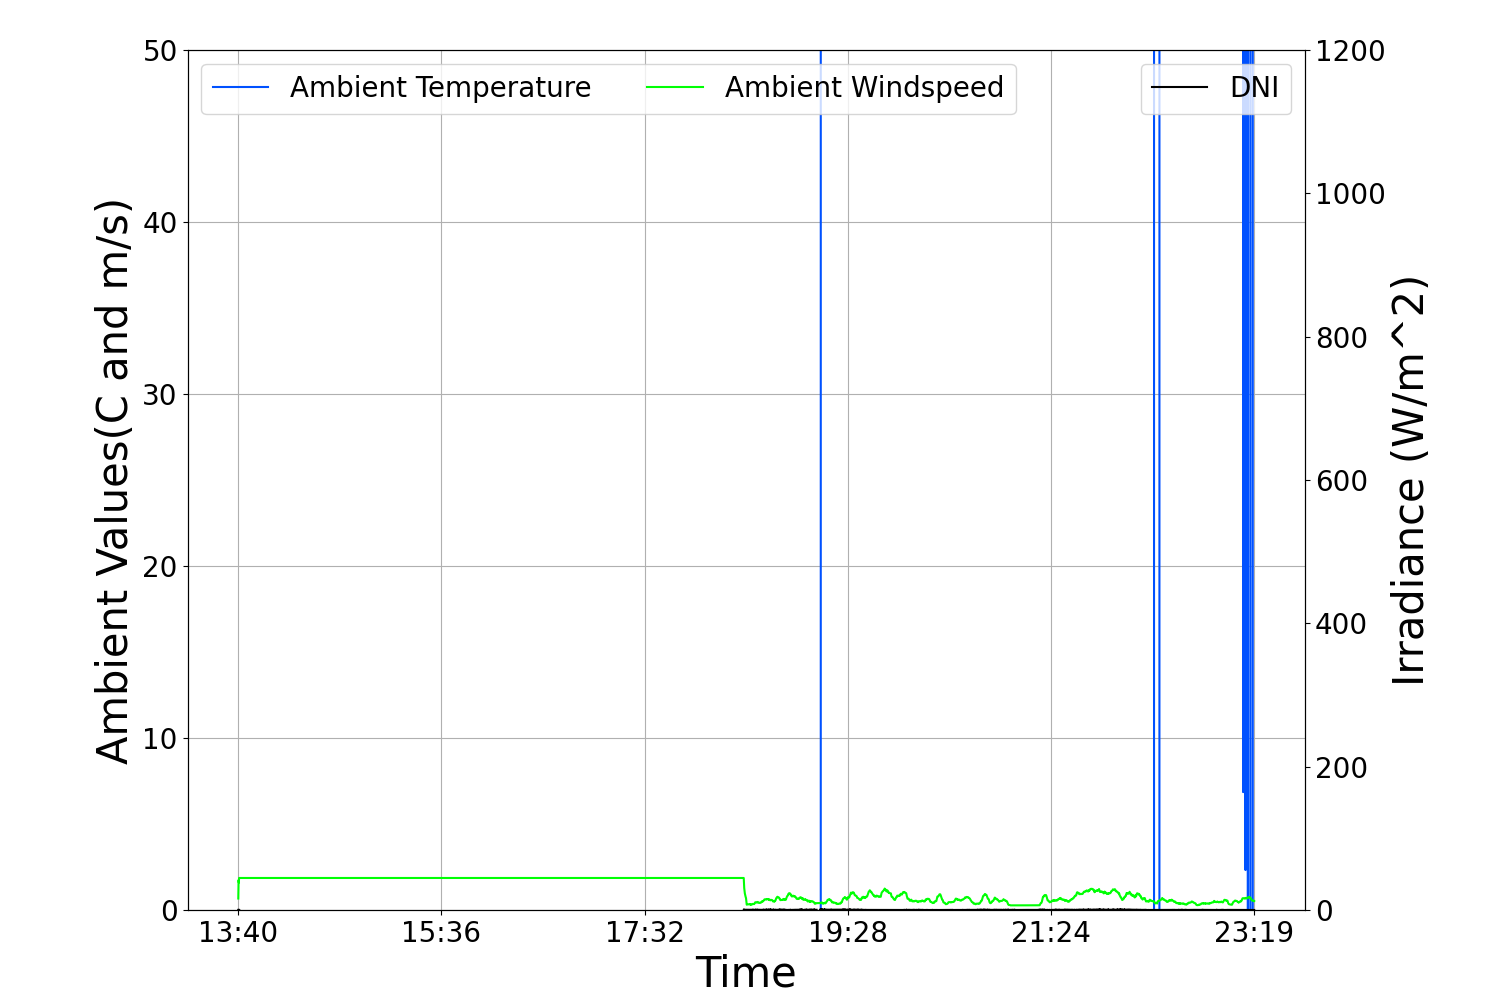 Ambient Temperature Ambient Windspeed DNI
50
40
30
20
10
0
Ambient Values(C and m/s)
1200
1000
800
600
400
200
0
Irradiance (W/m^2)
13:40 15:36 17:32 19:28 21:24 23:19
Time